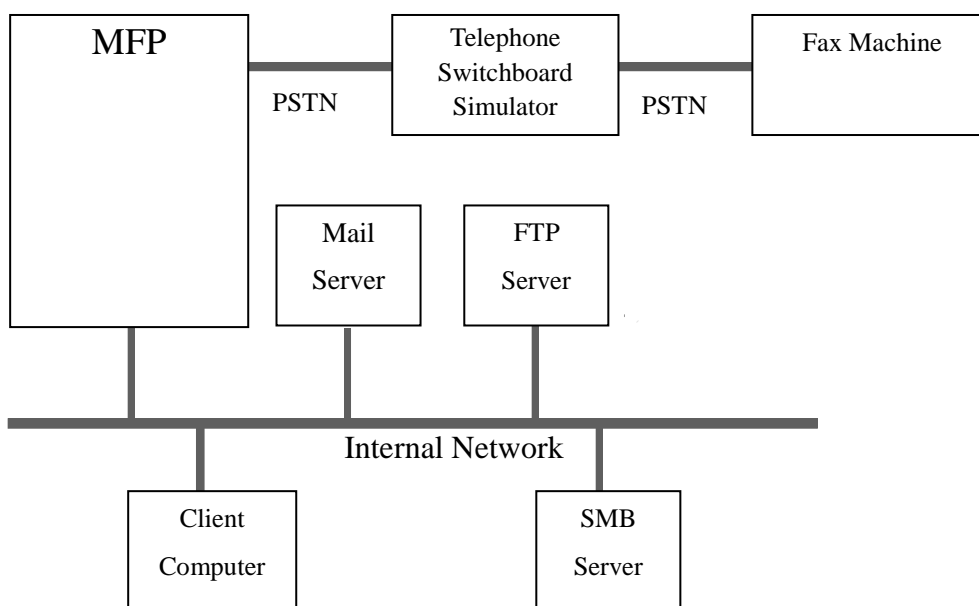 MFP
Telephone
Switchboard
Simulator
Fax Machine
PSTN
PSTN
Mail
Server
FTP
Server
Internal Network
Client
Computer
SMB
Server